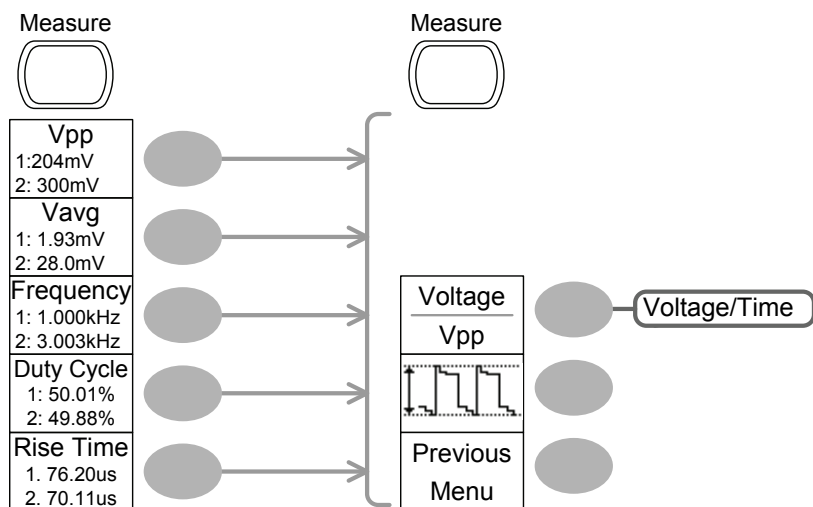 Measure
Vpp
1:204mV
2: 300mV
Vavg
1: 1.93mV
2: 28.0mV
Frequency
1: 1.000kHz
2: 3.003kHz
Duty Cycle
1: 50.01%
2: 49.88%
Rise Time
1. 76.20us
2. 70.11us
Measure
Voltage
Vpp
Previous
Menu
Voltage/Time